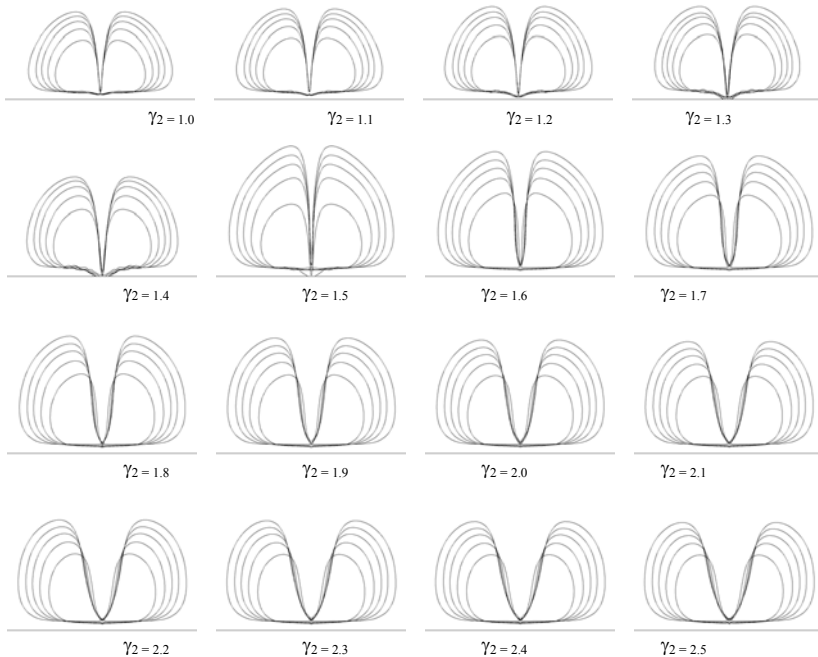 γ2 = 1.0
γ2 = 1.1
γ2 = 1.2
γ2 = 1.3
γ2 = 1.4
γ2 = 1.5
γ2 = 1.6
γ2 = 1.7
γ2 = 1.8
γ2 = 1.9
γ2 = 2.0
γ2 = 2.1
γ2 = 2.2
γ2 = 2.3
γ2 = 2.4
γ2 = 2.5